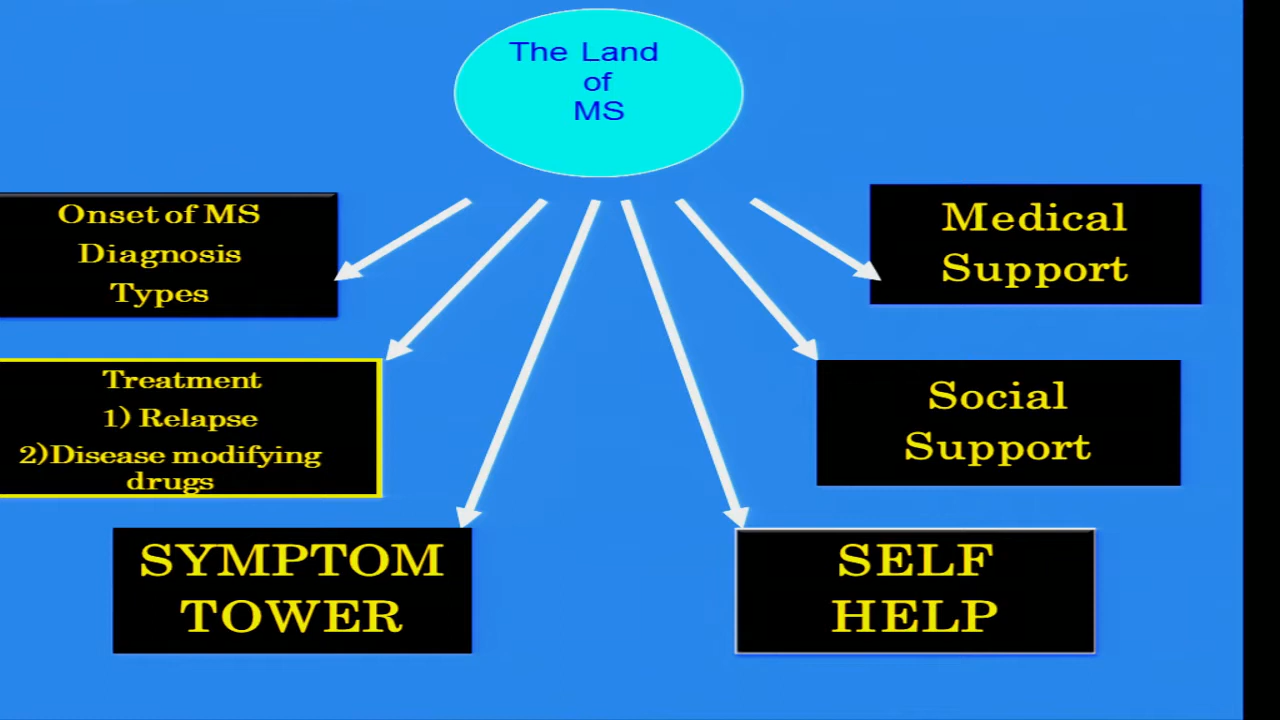 The Land
of
MS
Onset of MS
Diagnosis
Types
Medical
Support
Treatment
1) Relapse
2)Disease modifying
drugs
Social
Support
SYMPTOM
TOWER
SELF
HELP